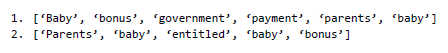 1. [‘Baby’, ‘bonus’, ‘government’, ‘payment’, ‘parents’, ‘baby’]
2. [‘Parents’, ‘baby’, ‘entitled’, ‘baby’, ‘bonus’]